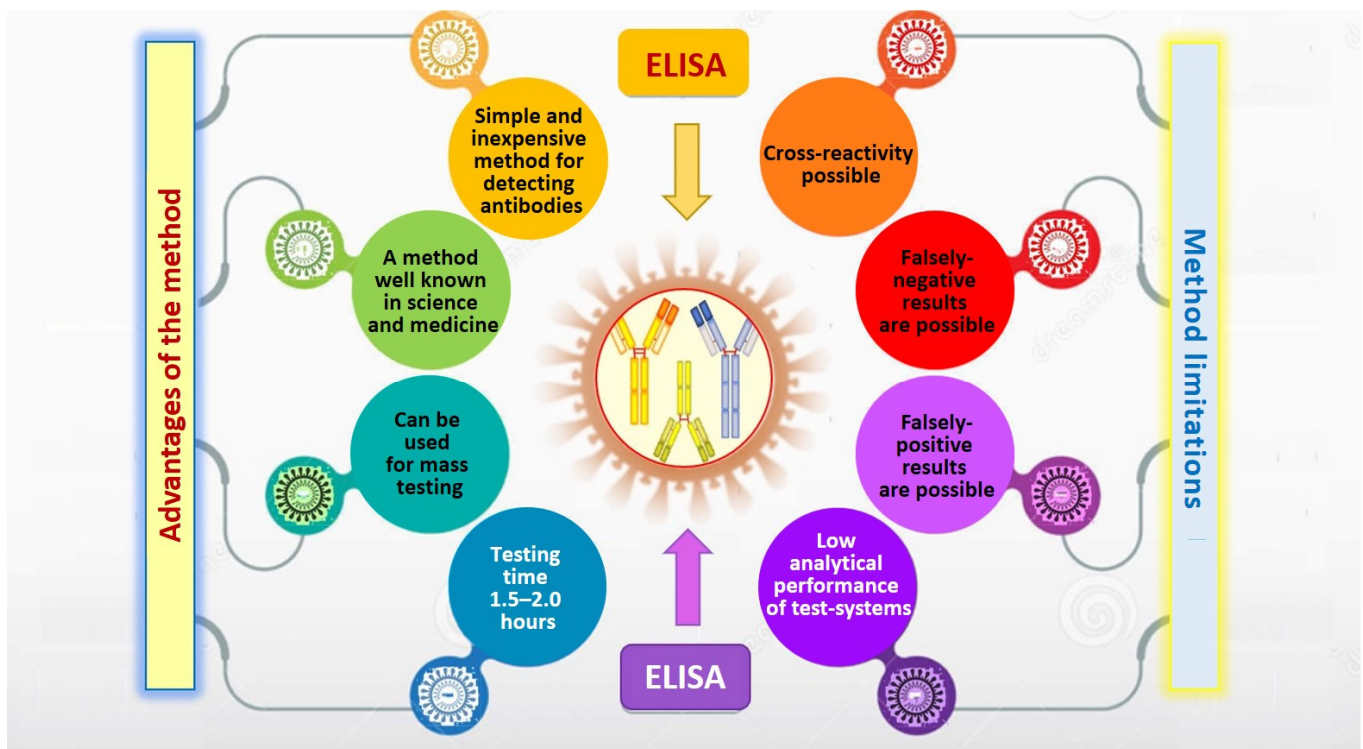 Advantages of the method
ELISA
Simple and
inexpensive
method for
detecting
antibodies
A method
well known
in science
and medicine
Can be
used
for mass
testing
Testing
time
1.5–2.0
hours
Cross-reactivity
possible
Falsely-
negative
results
are possible
Falsely-
positive
results
are possible
Low
analytical
performance
of test-systems
ELISA
Method limitations
dreamstime